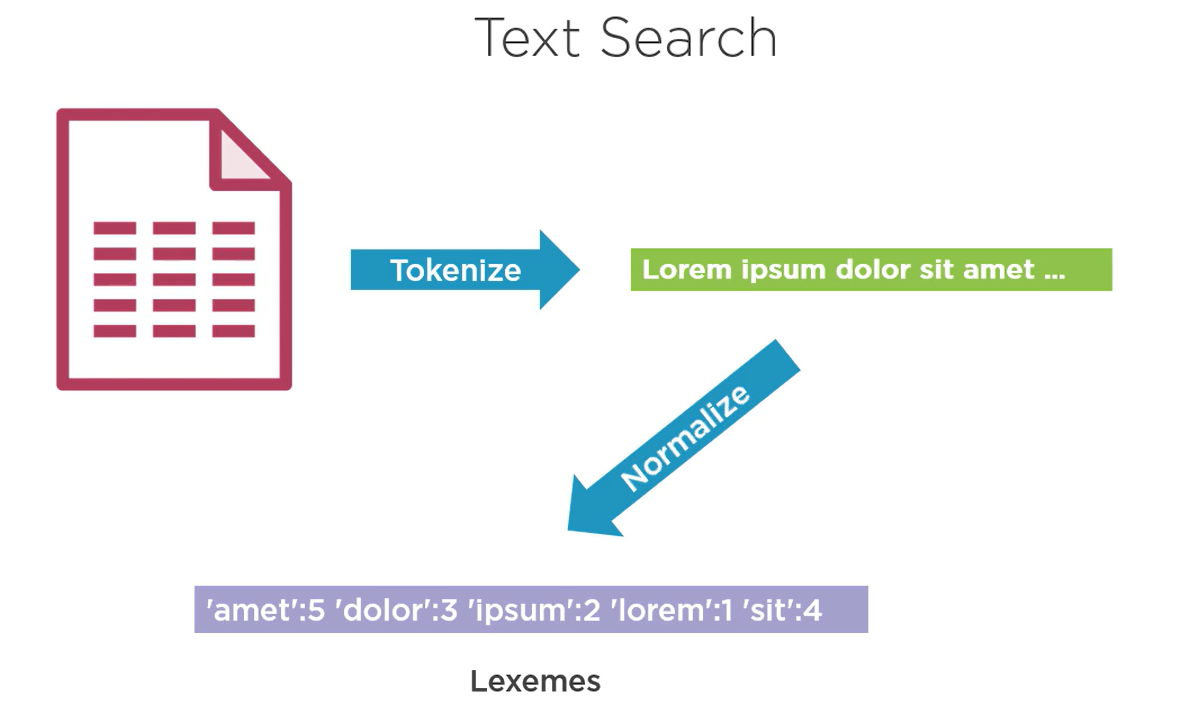 Text Search
Tokenize
Lorem ipsum dolor sit amet ...
Normalize
'amet':5 'dolor':3 'ipsum':2 'lorem':1 'sit':4
Lexemes